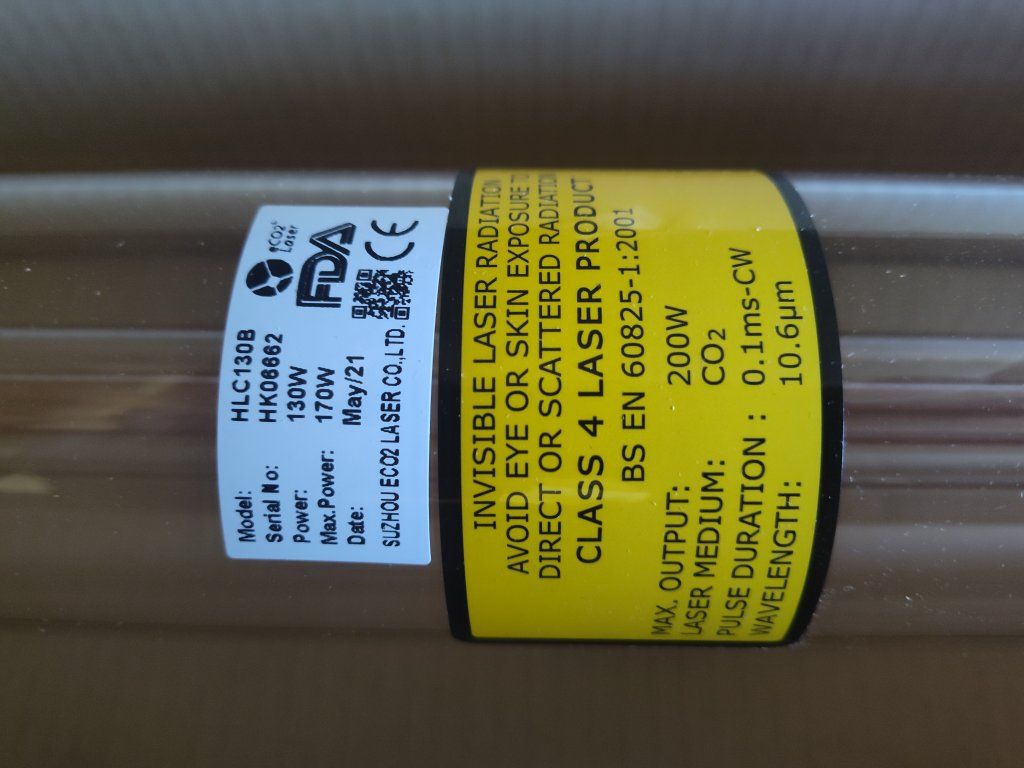 eCO2®
Laser
FDA
CE
Model: HLC130B
Serial No: HK06662
Power: 130W
Max.Power: 170W
Date: May/21
SUZHOU ECO2 LASER CO.,LTD.
INVISIBLE LASER RADIATION
AVOID EYE OR SKIN EXPOSURE TO
DIRECT OR SCATTERED RADIATION
CLASS 4 LASER PRODUCT
BS EN 60825-1:2001
MAX. OUTPUT: 200W
LASER MEDIUM: CO₂
PULSE DURATION : 0.1ms-CW
WAVELENGTH: 10.6μm